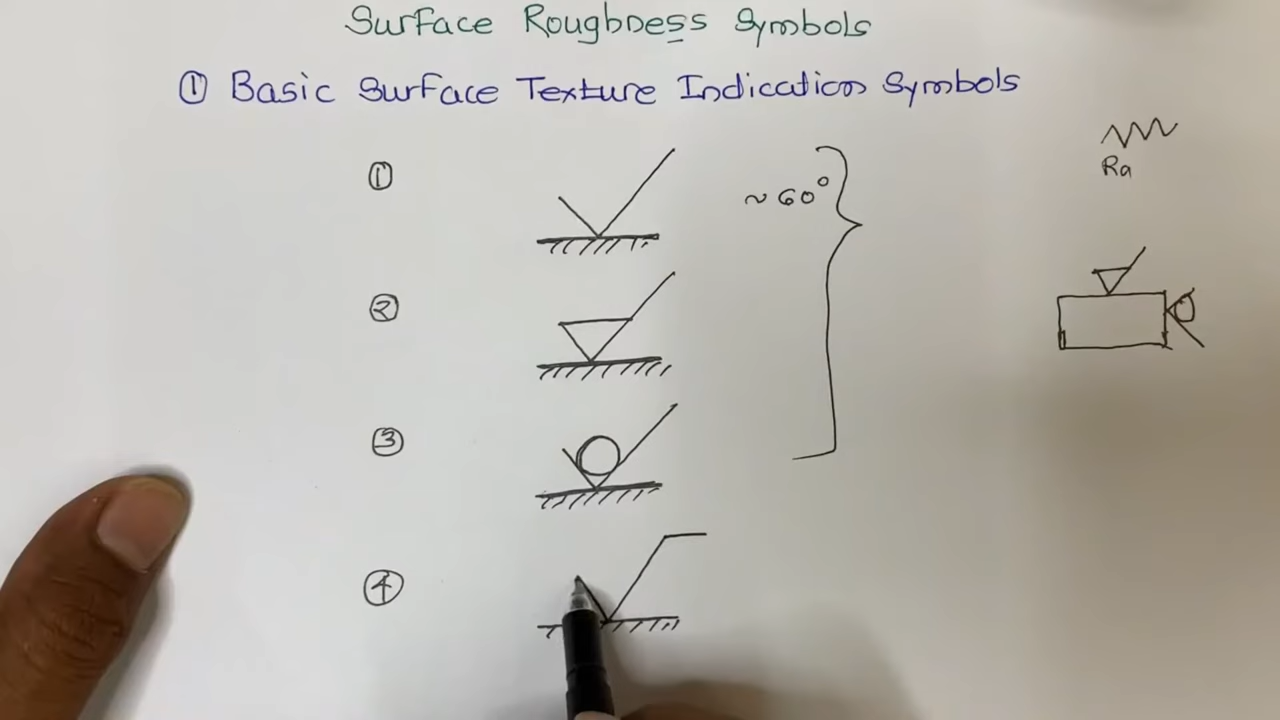 Surface Roughness Symbols
① Basic Surface Texture Indication Symbols
①
~ 60°
Ra
②
③
④